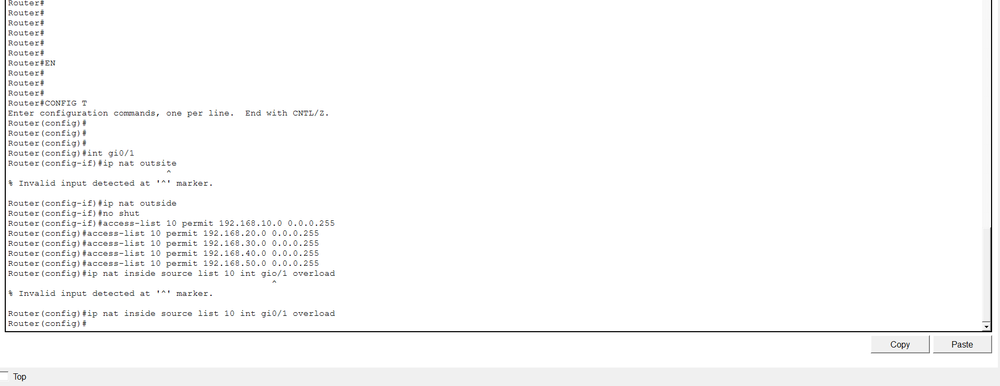 Router#
Router#
Router#
Router#
Router#
Router#
Router#EN
Router#
Router#
Router#
Router#CONFIG T
Enter configuration commands, one per line.  End with CNTL/Z.
Router(config)#
Router(config)#
Router(config)#
Router(config)#int gi0/1
Router(config-if)#ip nat outsite
^
% Invalid input detected at '^' marker.
Router(config-if)#ip nat outside
Router(config-if)#no shut
Router(config-if)#access-list 10 permit 192.168.10.0 0.0.0.255
Router(config)#access-list 10 permit 192.168.20.0 0.0.0.255
Router(config)#access-list 10 permit 192.168.30.0 0.0.0.255
Router(config)#access-list 10 permit 192.168.40.0 0.0.0.255
Router(config)#access-list 10 permit 192.168.50.0 0.0.0.255
Router(config)#ip nat inside source list 10 int gio/1 overload
^
% Invalid input detected at '^' marker.
Router(config)#ip nat inside source list 10 int gi0/1 overload
Router(config)#
Copy Paste
Top